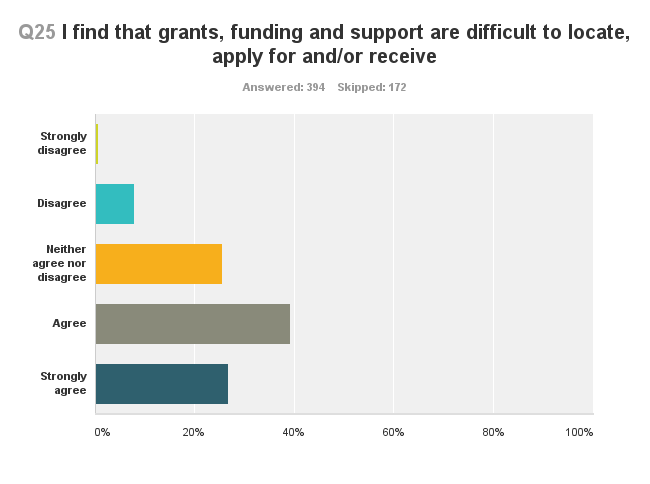 Q25 I find that grants, funding and support are difficult to locate,
apply for and/or receive
Answered: 394 Skipped: 172
Strongly
disagree
Disagree
Neither
agree nor
disagree
Agree
Strongly
agree
0% 20% 40% 60% 80% 100%